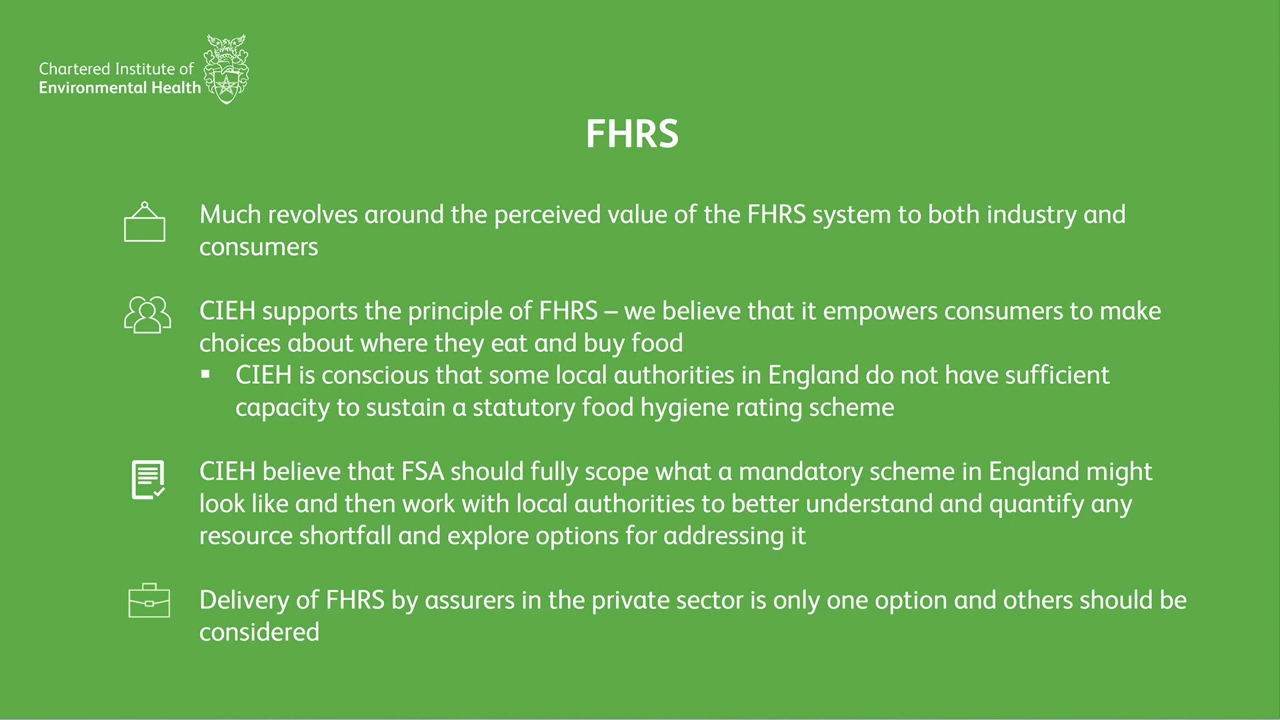 Chartered Institute of
Environmental Health
FHRS
Much revolves around the perceived value of the FHRS system to both industry and
consumers
CIEH supports the principle of FHRS – we believe that it empowers consumers to make
choices about where they eat and buy food
▪ CIEH is conscious that some local authorities in England do not have sufficient
capacity to sustain a statutory food hygiene rating scheme
CIEH believe that FSA should fully scope what a mandatory scheme in England might
look like and then work with local authorities to better understand and quantify any
resource shortfall and explore options for addressing it
Delivery of FHRS by assurers in the private sector is only one option and others should be
considered